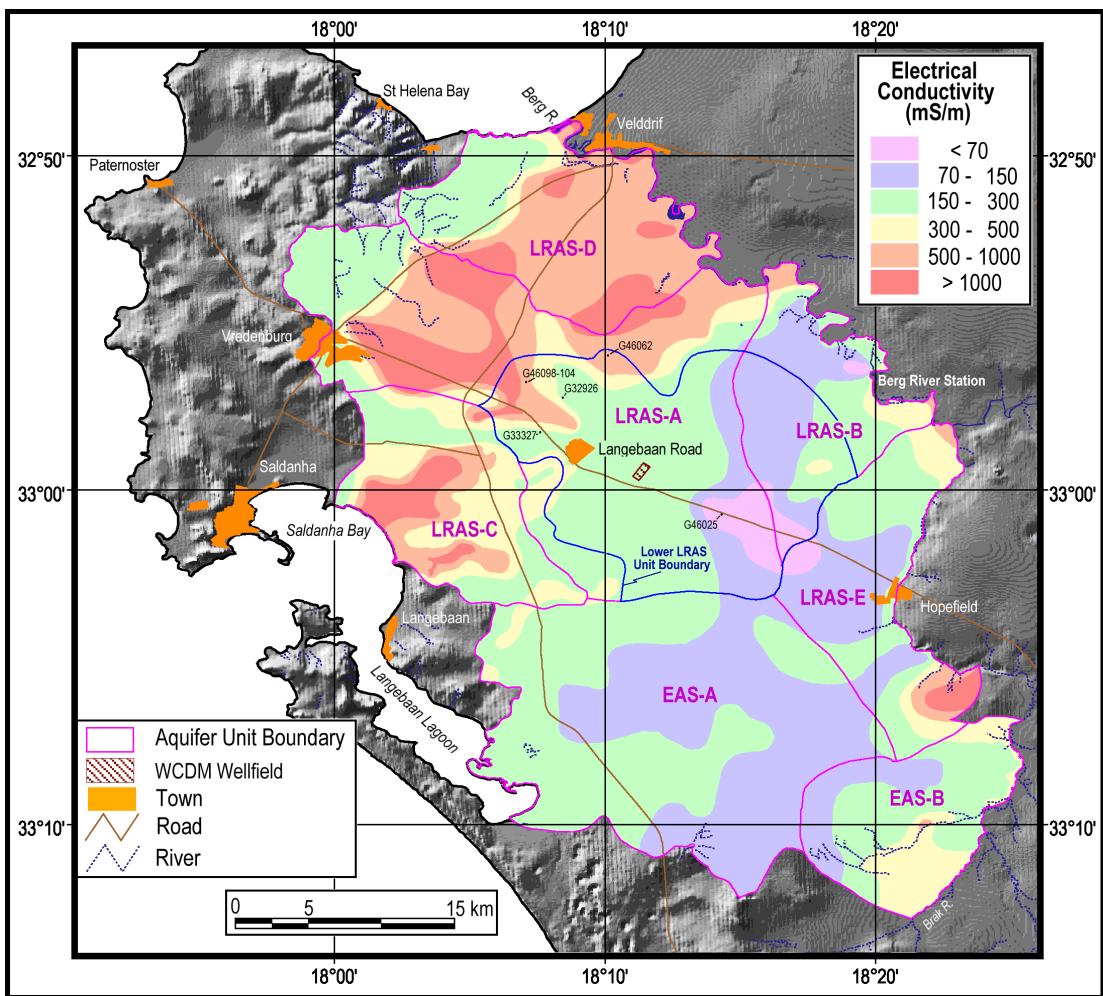 18°00' 18°10' 18°20'
Electrical
Conductivity
(mS/m)
< 70
70 - 150
150 - 300
300 - 500
500 - 1000
> 1000
St Helena Bay
Berg R.
Velddrif
32°50' 32°50'
Paternoster
LRAS-D
Vredenburg
G46062
G46098-104
G32926
Berg River Station
LRAS-A
LRAS-B
G33327
Langebaan Road
Saldanha
33°00' 33°00'
Saldanha Bay
LRAS-C
G46025
Lower LRAS
Unit Boundary
LRAS-E
Hopefield
Langebaan
Langebaan Lagoon
EAS-A
EAS-B
Aquifer Unit Boundary
WCDM Wellfield
Town
Road
River
33°10' 33°10'
Brak R.
0 5 15 km
18°00' 18°10' 18°20'